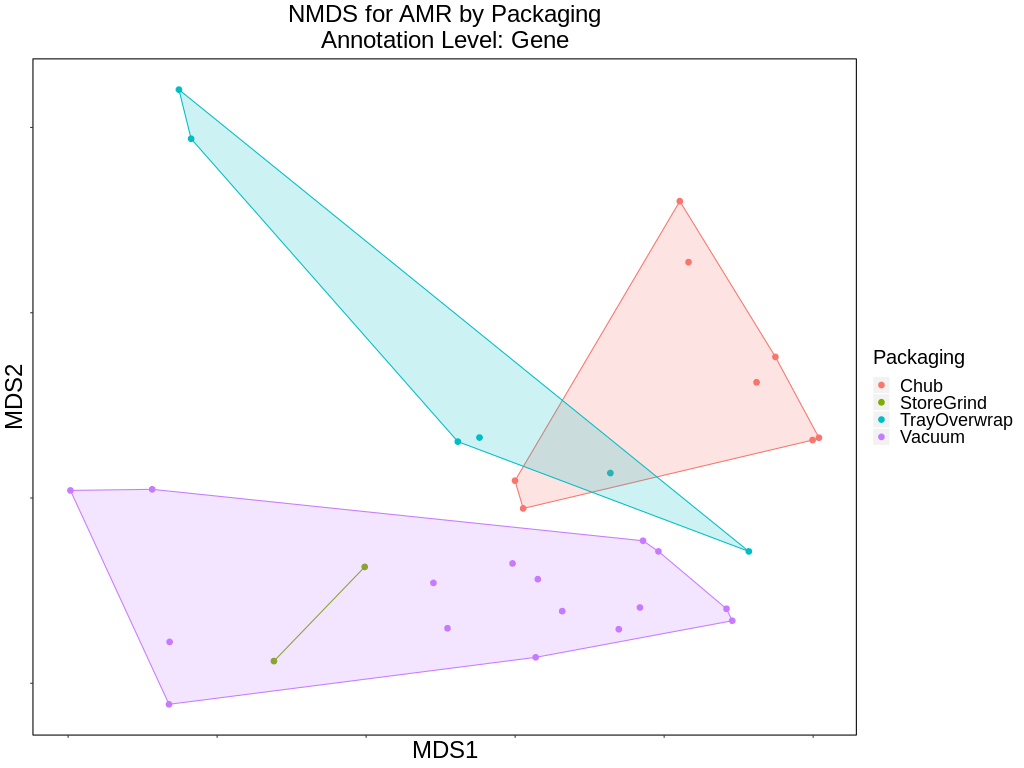 NMDS for AMR by Packaging
Annotation Level: Gene
MDS2
MDS1
Packaging
Chub
StoreGrind
TrayOverwrap
Vacuum